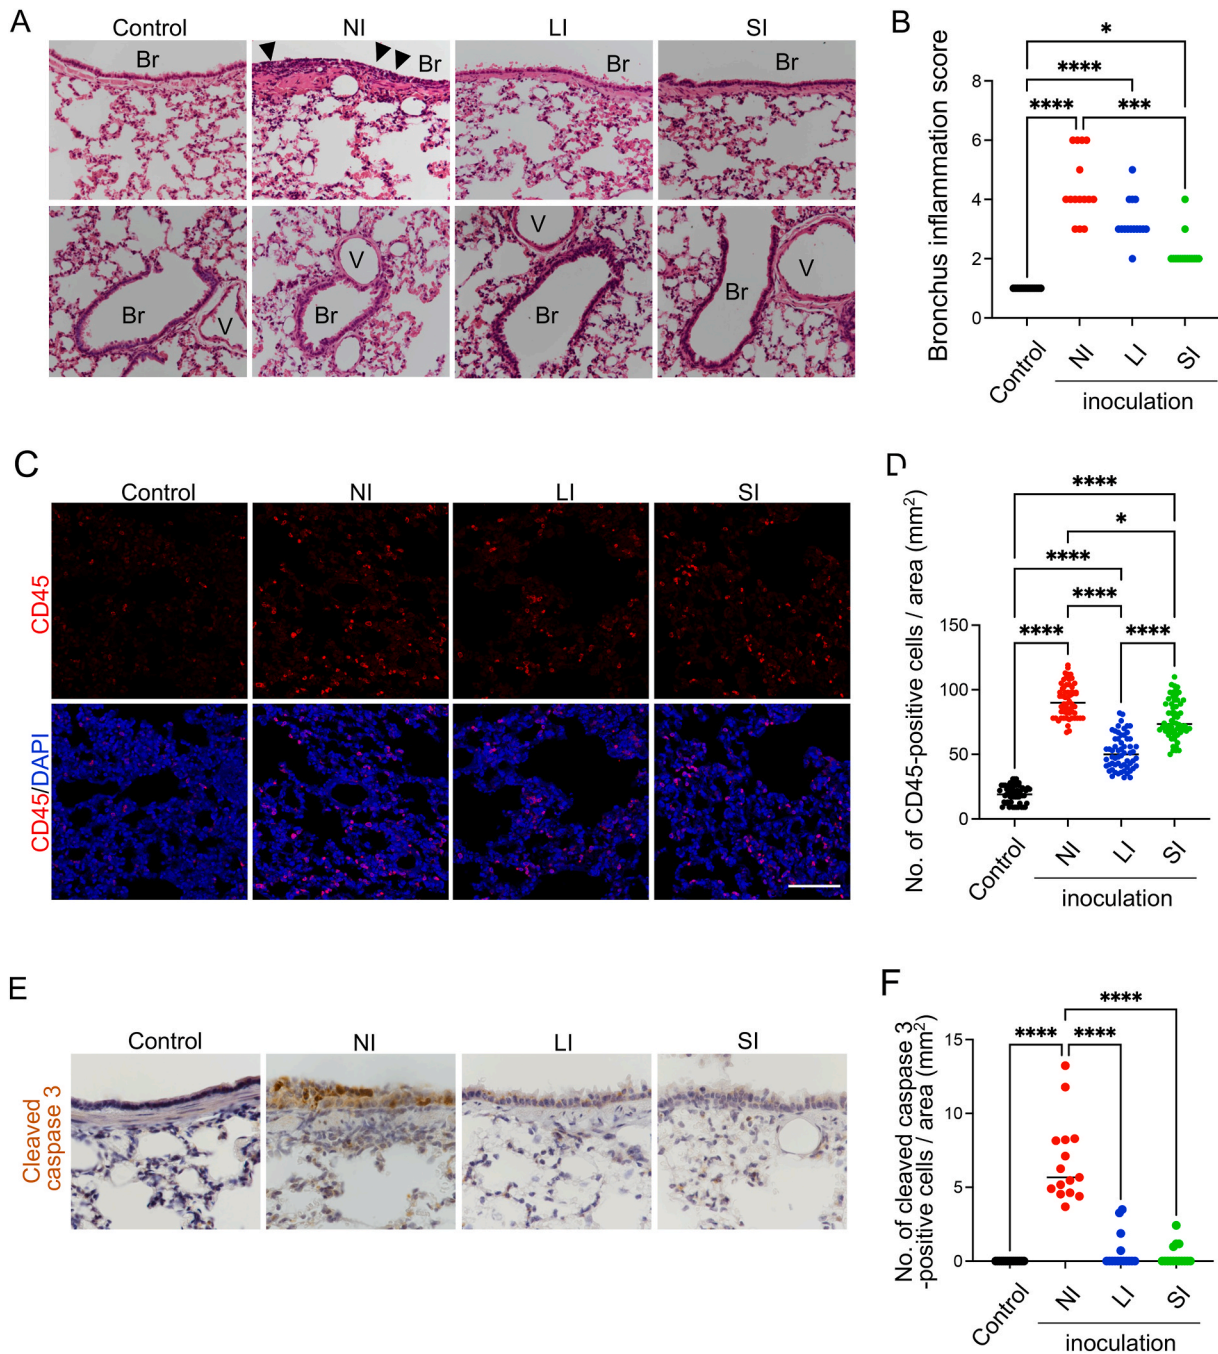 A
Control
NI
LI
SI
Br
Br
Br
Br
Br
V
Br
V
V
Br
Br
V
B
Bronchus inflammation score
*
****
****
***
8
6
4
2
0
Control
NI
LI
SI
inoculation
C
Control
NI
LI
SI
CD45
CD45/DAPI
D
No. of CD45-positive cells / area (mm²)
****
*
****
****
****
****
150
100
50
0
Control
NI
LI
SI
inoculation
E
Control
NI
LI
SI
Cleaved
caspase 3
F
No. of cleaved caspase 3
-positive cells / area (mm²)
****
****
****
15
10
5
0
Control
NI
LI
SI
inoculation